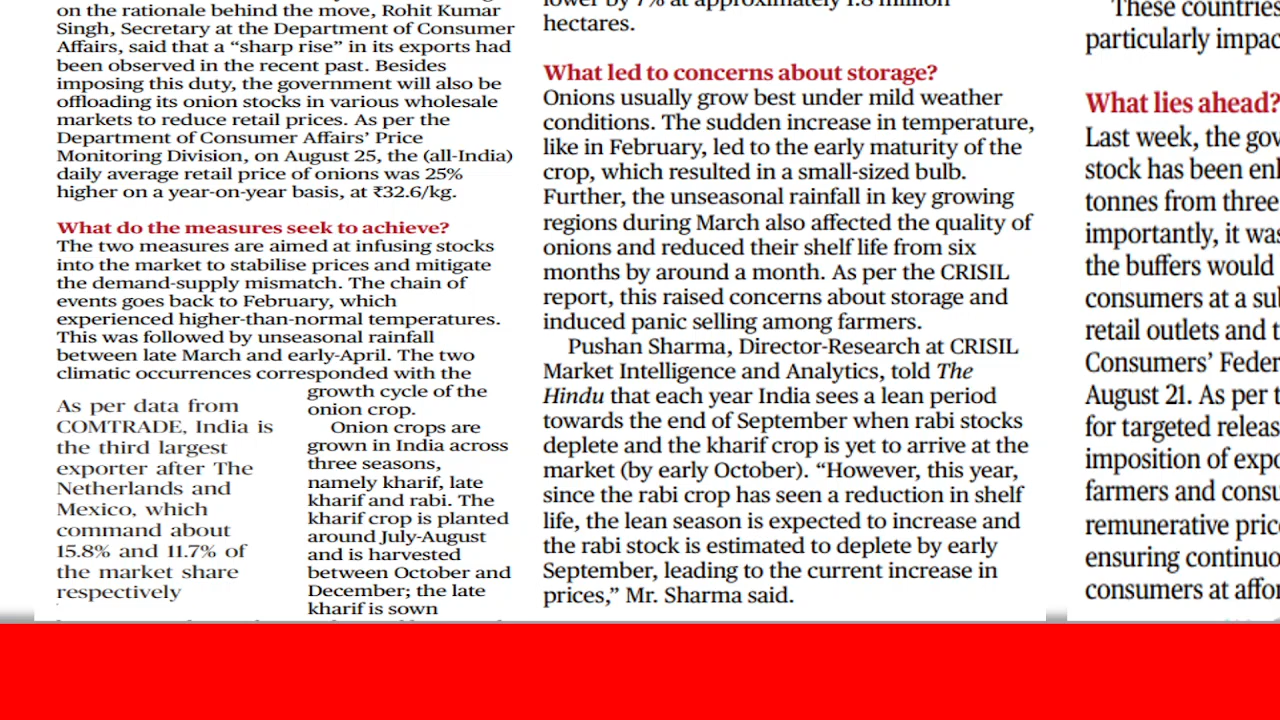 on the rationale behind the move, Rohit Kumar
Singh, Secretary at the Department of Consumer
Affairs, said that a “sharp rise” in its exports had
been observed in the recent past. Besides
imposing this duty, the government will also be
offloading its onion stocks in various wholesale
markets to reduce retail prices. As per the
Department of Consumer Affairs’ Price
Monitoring Division, on August 25, the (all-India)
daily average retail price of onions was 25%
higher on a year-on-year basis, at ₹32.6/kg.
What do the measures seek to achieve?
The two measures are aimed at infusing stocks
into the market to stabilise prices and mitigate
the demand-supply mismatch. The chain of
events goes back to February, which
experienced higher-than-normal temperatures.
This was followed by unseasonal rainfall
between late March and early-April. The two
climatic occurrences corresponded with the
growth cycle of the
onion crop.
Onion crops are
grown in India across
three seasons,
namely kharif, late
kharif and rabi. The
kharif crop is planted
around July-August
and is harvested
between October and
December; the late
kharif is sown
As per data from
COMTRADE, India is
the third largest
exporter after The
Netherlands and
Mexico, which
command about
15.8% and 11.7% of
the market share
respectively
lower by 7% at approximately 1.8 million
hectares.
What led to concerns about storage?
Onions usually grow best under mild weather
conditions. The sudden increase in temperature,
like in February, led to the early maturity of the
crop, which resulted in a small-sized bulb.
Further, the unseasonal rainfall in key growing
regions during March also affected the quality of
onions and reduced their shelf life from six
months by around a month. As per the CRISIL
report, this raised concerns about storage and
induced panic selling among farmers.
Pushan Sharma, Director-Research at CRISIL
Market Intelligence and Analytics, told The
Hindu that each year India sees a lean period
towards the end of September when rabi stocks
deplete and the kharif crop is yet to arrive at the
market (by early October). “However, this year,
since the rabi crop has seen a reduction in shelf
life, the lean season is expected to increase and
the rabi stock is estimated to deplete by early
September, leading to the current increase in
prices,” Mr. Sharma said.
These countries
particularly impac
What lies ahead?
Last week, the gov
stock has been enh
tonnes from three
importantly, it was
the buffers would
consumers at a sub
retail outlets and t
Consumers’ Feder
August 21. As per t
for targeted releas
imposition of expo
farmers and consu
remunerative price
ensuring continuo
consumers at affor